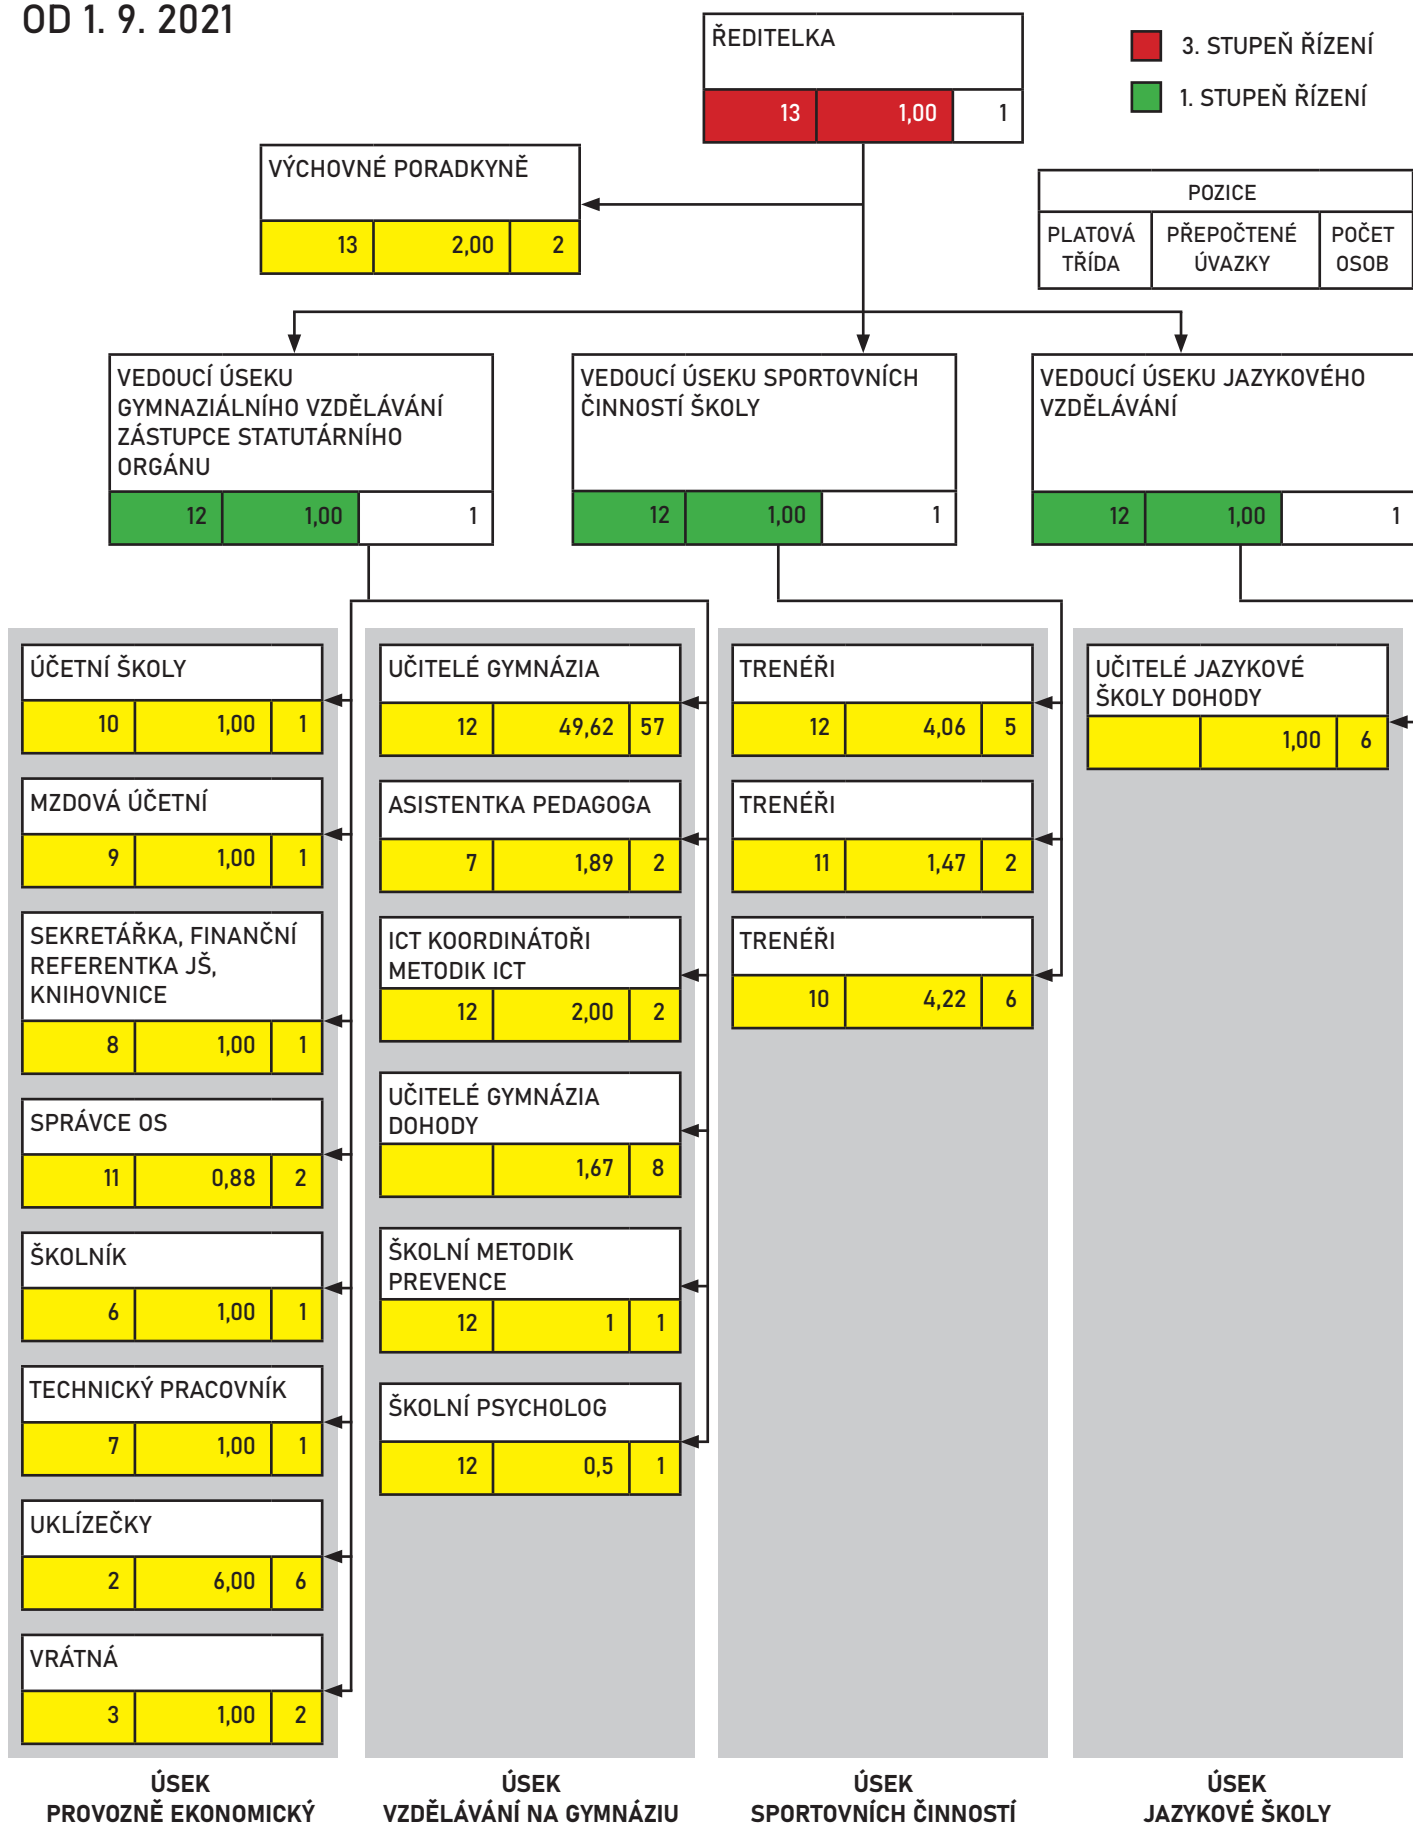 OD 1. 9. 2021
ŘEDITELKA
13 1,00 1
3. STUPEŇ ŘÍZENÍ
1. STUPEŇ ŘÍZENÍ
VÝCHOVNÉ PORADKYNĚ
13 2,00 2
POZICE
PLATOVÁ TŘÍDA
PŘEPOČTENÉ ÚVAZKY
POČET OSOB
VEDOUCÍ ÚSEKU
GYMNAZIÁLNÍHO VZDĚLÁVÁNÍ
ZÁSTUPCE STATUTÁRNÍHO
ORGÁNU
12 1,00 1
VEDOUCÍ ÚSEKU SPORTOVNÍCH
ČINNOSTÍ ŠKOLY
12 1,00 1
VEDOUCÍ ÚSEKU JAZYKOVÉHO
VZDĚLÁVÁNÍ
12 1,00 1
ÚČETNÍ ŠKOLY
10 1,00 1
MZDOVÁ ÚČETNÍ
9 1,00 1
SEKRETÁŘKA, FINANČNÍ
REFERENTKA JŠ,
KNIHOVNICE
8 1,00 1
SPRÁVCE OS
11 0,88 2
ŠKOLNÍK
6 1,00 1
TECHNICKÝ PRACOVNÍK
7 1,00 1
UKLÍZEČKY
2 6,00 6
VRÁTNÁ
3 1,00 2
ÚSEK
PROVOZNĚ EKONOMICKÝ
UČITELÉ GYMNÁZIA
12 49,62 57
ASISTENTKA PEDAGOGA
7 1,89 2
ICT KOORDINÁTOŘI
METODIK ICT
12 2,00 2
UČITELÉ GYMNÁZIA
DOHODY
1,67 8
ŠKOLNÍ METODIK
PREVENCE
12 1 1
ŠKOLNÍ PSYCHOLOG
12 0,5 1
ÚSEK
VZDĚLÁVÁNÍ NA GYMNÁZIU
TRENÉŘI
12 4,06 5
TRENÉŘI
11 1,47 2
TRENÉŘI
10 4,22 6
ÚSEK
SPORTOVNÍCH ČINNOSTÍ
UČITELÉ JAZYKOVÉ
ŠKOLY DOHODY
1,00 6
ÚSEK
JAZYKOVÉ ŠKOLY